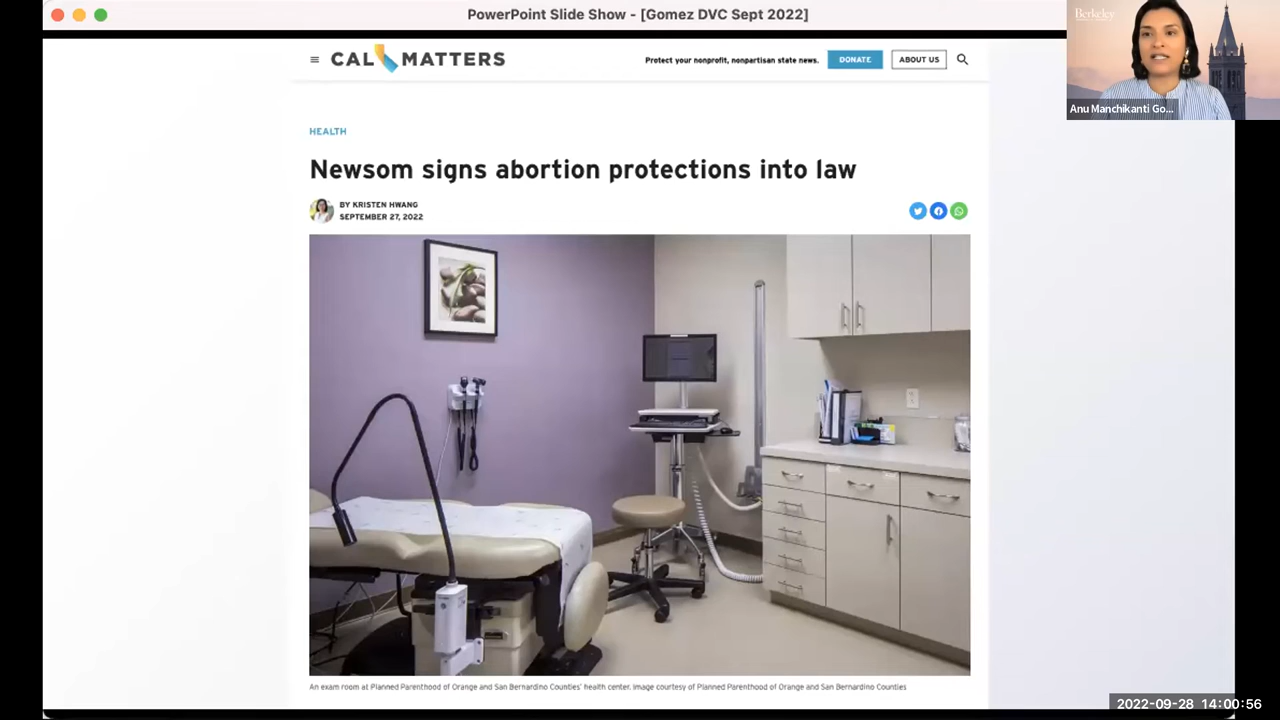 PowerPoint Slide Show - [Gomez DVC Sept 2022]
CAL MATTERS
Protect your nonprofit, nonpartisan state news.
DONATE
ABOUT US
Berkeley
Anu Manchikanti Go...
HEALTH
Newsom signs abortion protections into law
BY KRISTEN HWANG
SEPTEMBER 27, 2022
An exam room at Planned Parenthood of Orange and San Bernardino Counties' health center. Image courtesy of Planned Parenthood of Orange and San Bernardino Counties
2022-09-28 14:00:56